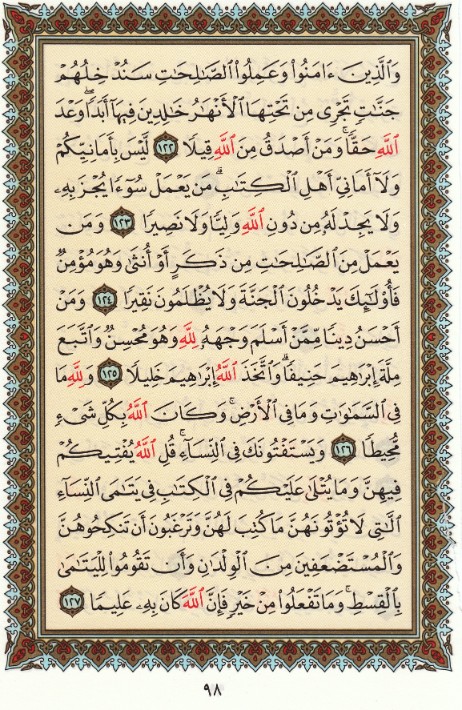 وَالَّذِينَ ءَامَنُوا۟ وَعَمِلُوا۟ الصَّـٰلِحَـٰتِ سَنُدْخِلُهُمْ
جَنَّـٰتٍ تَجْرِى مِن تَحْتِهَا الْأَنْهَـٰرُ خَـٰلِدِينَ فِيهَآ أَبَدًا ۖ وَعْدَ
اللَّهِ حَقًّا ۚ وَمَنْ أَصْدَقُ مِنَ اللَّهِ قِيلًا ١٢٢ لَّيْسَ بِأَمَانِيِّكُمْ
وَلَآ أَمَانِىِّ أَهْلِ الْكِتَـٰبِ ۗ مَن يَعْمَلْ سُوٓءًا يُجْزَ بِهِۦ
وَلَا يَجِدْ لَهُۥ مِن دُونِ اللَّهِ وَلِيًّا وَلَا نَصِيرًا ١٢٣ وَمَن
يَعْمَلْ مِنَ الصَّـٰلِحَـٰتِ مِن ذَكَرٍ أَوْ أُنثَىٰ وَهُوَ مُؤْمِنٌ
فَأُو۟لَـٰٓئِكَ يَدْخُلُونَ الْجَنَّةَ وَلَا يُظْلَمُونَ نَقِيرًا ١٢٤ وَمَنْ
أَحْسَنُ دِينًا مِّمَّنْ أَسْلَمَ وَجْهَهُۥ لِلَّهِ وَهُوَ مُحْسِنٌ وَاتَّبَعَ
مِلَّةَ إِبْرَٰهِيمَ حَنِيفًا ۗ وَاتَّخَذَ اللَّهُ إِبْرَٰهِيمَ خَلِيلًا ١٢٥ وَلِلَّهِ مَا
فِى السَّمَـٰوَٰتِ وَمَا فِى الْأَرْضِ ۚ وَكَانَ اللَّهُ بِكُلِّ شَىْءٍ
مُّحِيطًا ١٢٦ وَيَسْتَفْتُونَكَ فِى النِّسَآءِ ۖ قُلِ اللَّهُ يُفْتِيكُمْ
فِيهِنَّ وَمَا يُتْلَىٰ عَلَيْكُمْ فِى الْكِتَـٰبِ فِى يَتَـٰمَى النِّسَآءِ
الَّـٰتِى لَا تُؤْتُونَهُنَّ مَا كُتِبَ لَهُنَّ وَتَرْغَبُونَ أَن تَنكِحُوهُنَّ
وَالْمُسْتَضْعَفِينَ مِنَ الْوِلْدَٰنِ وَأَن تَقُومُوا۟ لِلْيَتَـٰمَىٰ
بِالْقِسْطِ ۚ وَمَا تَفْعَلُوا۟ مِنْ خَيْرٍ فَإِنَّ اللَّهَ كَانَ بِهِۦ عَلِيمًا ١٢٧
٩٨